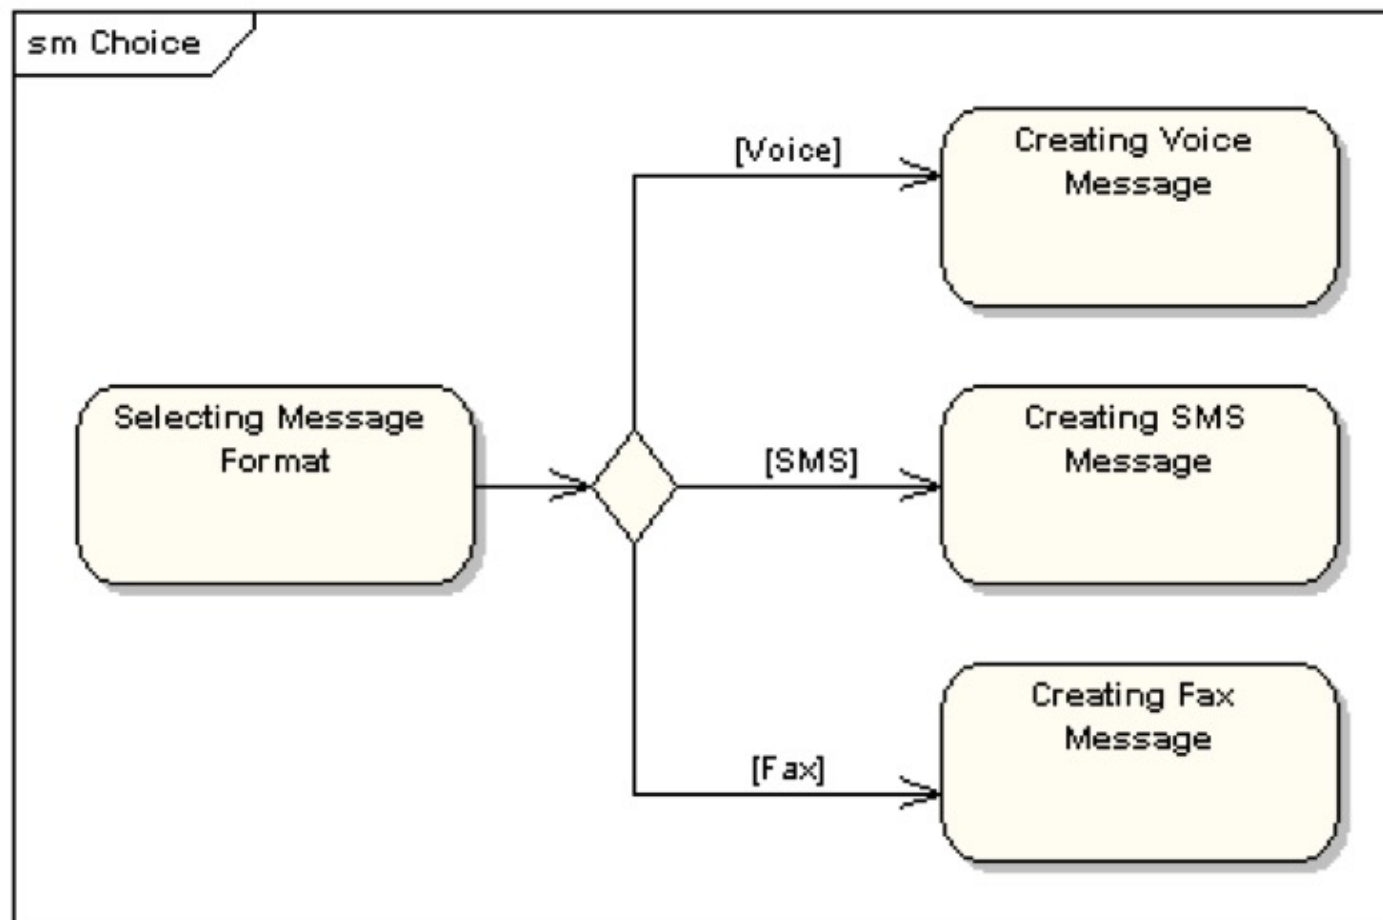 sm Choice
[Voice]
Creating Voice
Message
Selecting Message
Format
[SMS]
Creating SMS
Message
[Fax]
Creating Fax
Message